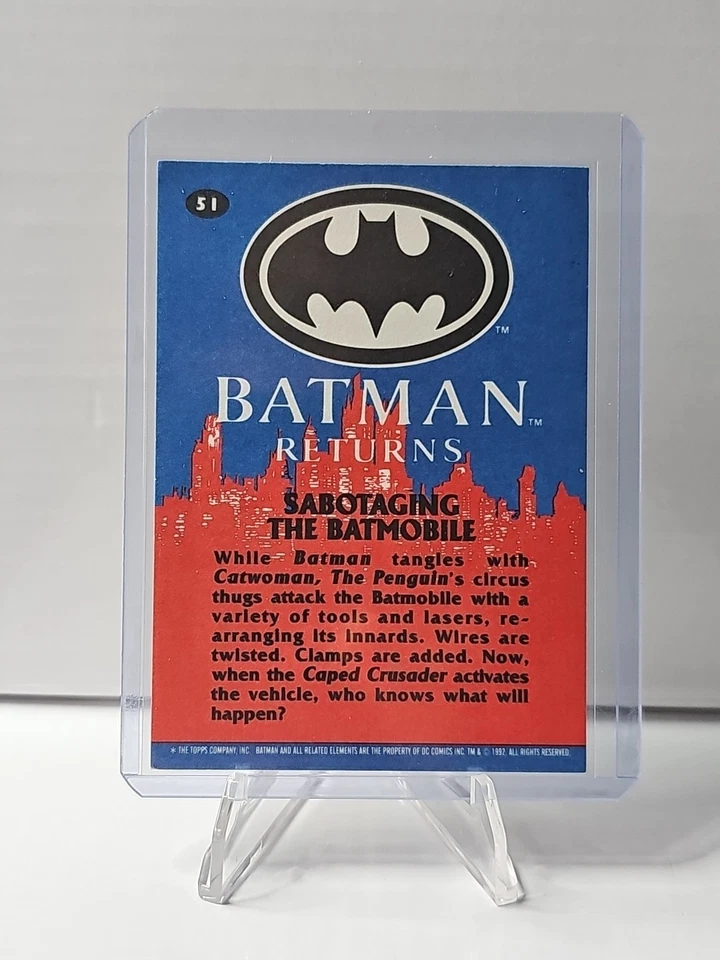 51
TM
BATMAN TM
RETURNS
SABOTAGING
THE BATMOBILE
While Batman tangles with
Catwoman, The Penguin's circus
thugs attack the Batmobile with a
variety of tools and lasers, re-
arranging its innards. Wires are
twisted. Clamps are added. Now,
when the Caped Crusader activates
the vehicle, who knows what will
happen?
* THE TOPPS COMPANY, INC. BATMAN AND ALL RELATED ELEMENTS ARE THE PROPERTY OF DC COMICS INC. TM & © 1992. ALL RIGHTS RESERVED.